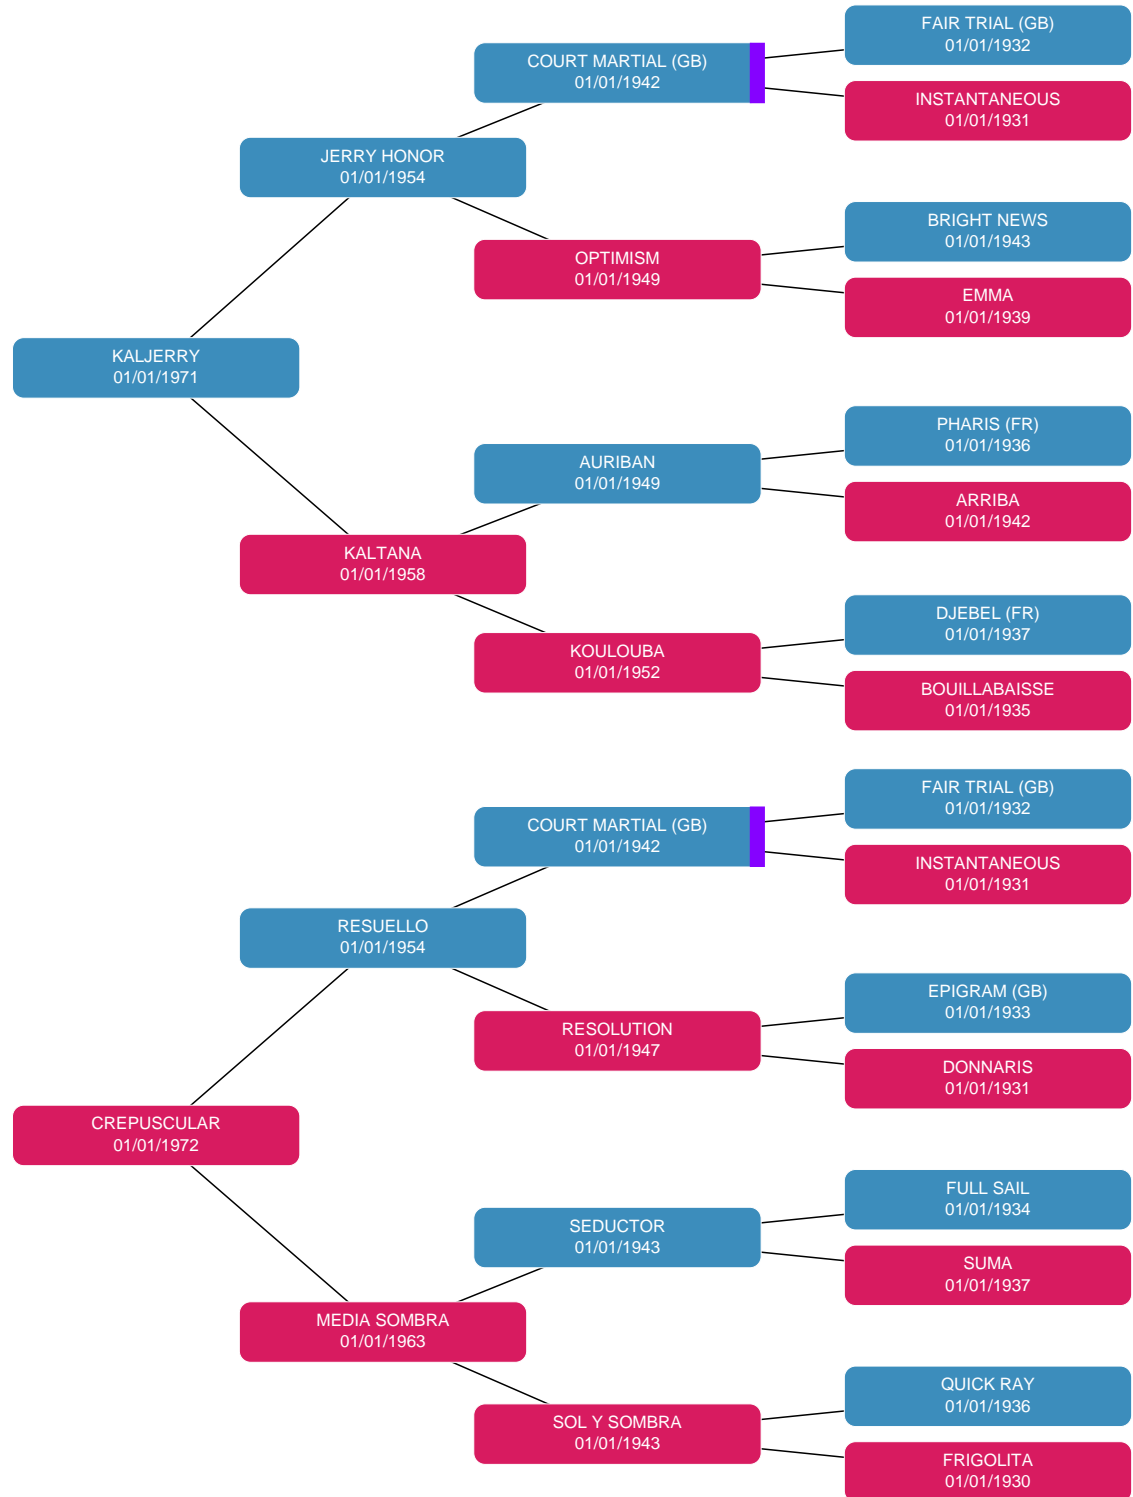 FAIR TRIAL (GB)
01/01/1932
COURT MARTIAL (GB)
01/01/1942
INSTANTANEOUS
01/01/1931
JERRY HONOR
01/01/1954
BRIGHT NEWS
01/01/1943
OPTIMISM
01/01/1949
EMMA
01/01/1939
KALJERRY
01/01/1971
PHARIS (FR)
01/01/1936
AURIBAN
01/01/1949
ARRIBA
01/01/1942
KALTANA
01/01/1958
DJEBEL (FR)
01/01/1937
KOULOUBA
01/01/1952
BOUILLABAISSE
01/01/1935
FAIR TRIAL (GB)
01/01/1932
COURT MARTIAL (GB)
01/01/1942
INSTANTANEOUS
01/01/1931
RESUELLO
01/01/1954
EPIGRAM (GB)
01/01/1933
RESOLUTION
01/01/1947
DONNARIS
01/01/1931
CREPUSCULAR
01/01/1972
FULL SAIL
01/01/1934
SEDUCTOR
01/01/1943
SUMA
01/01/1937
MEDIA SOMBRA
01/01/1963
QUICK RAY
01/01/1936
SOL Y SOMBRA
01/01/1943
FRIGOLITA
01/01/1930